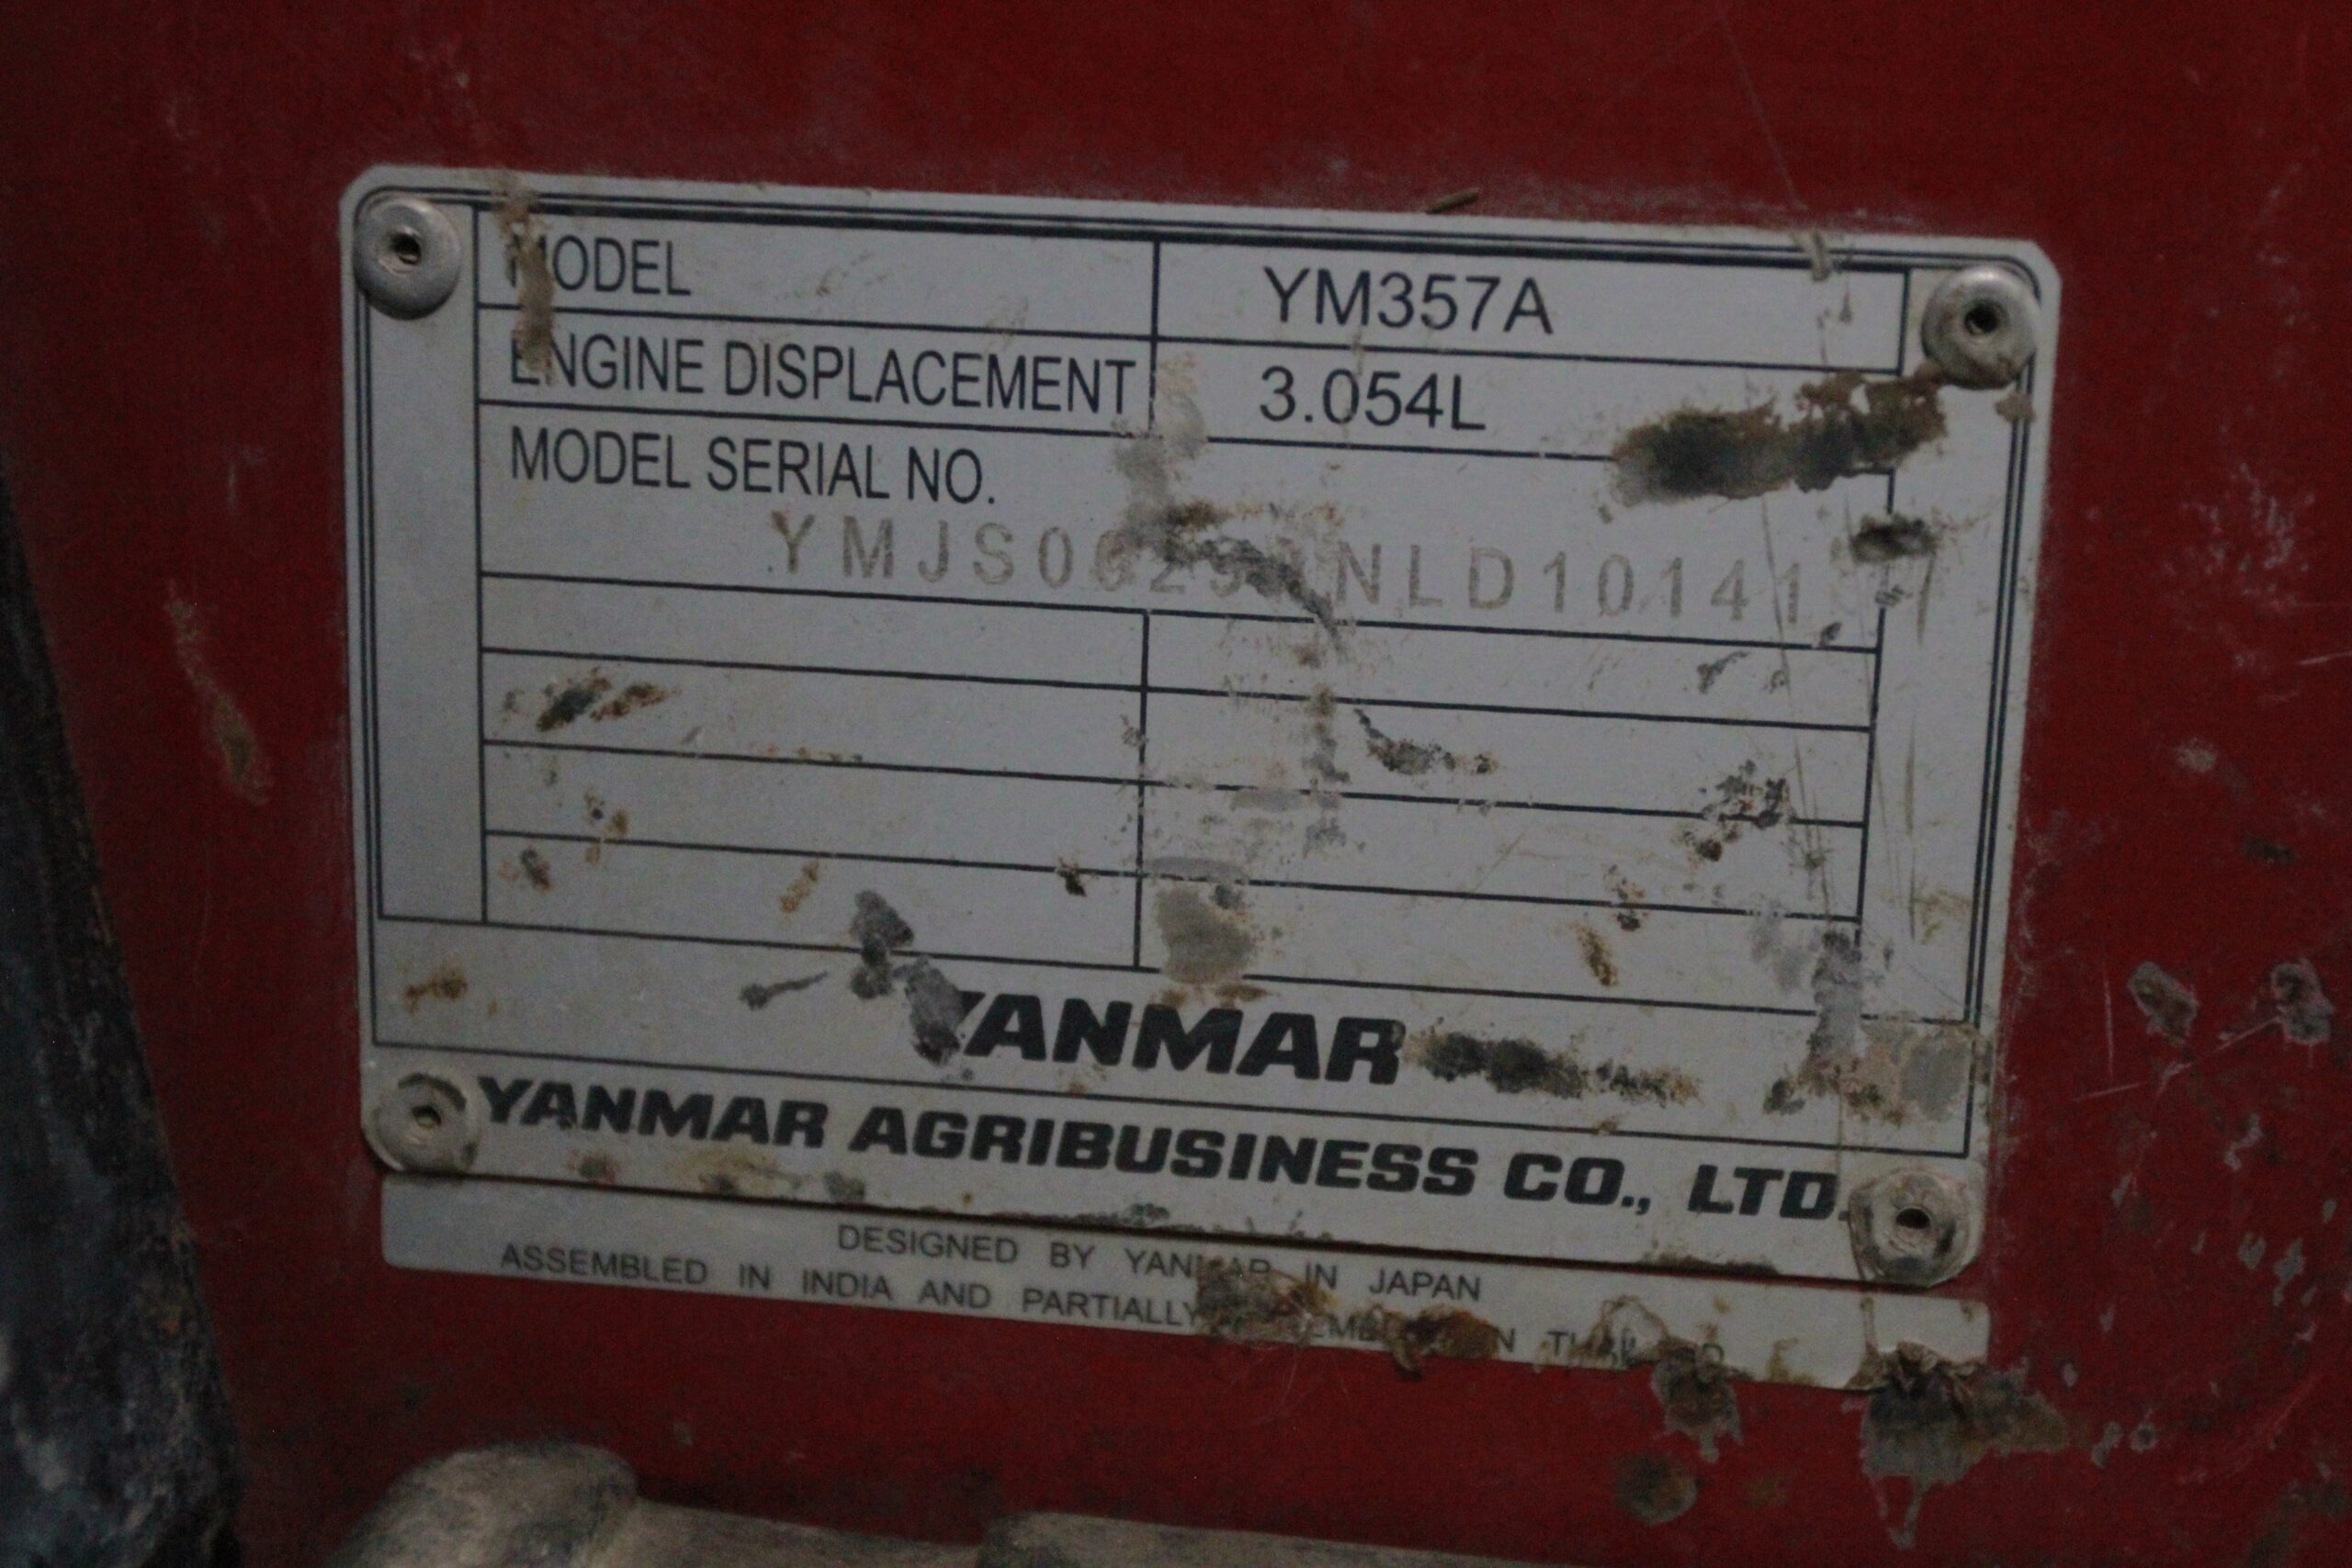 MODEL YM357A
ENGINE DISPLACEMENT 3.054L
MODEL SERIAL NO.
YANMAR
YANMAR AGRIBUSINESS CO., LTD.
DESIGNED BY YANMAR IN JAPAN
ASSEMBLED IN INDIA AND PARTIALLY